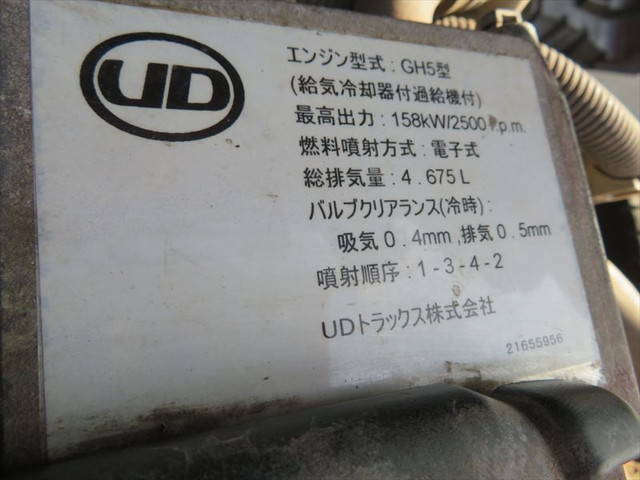 UD
エンジン型式：GH5型
(給気冷却器付過給機付)
最高出力：158kW/2500 r.p.m.
燃料噴射方式：電子式
総排気量：4.675L
バルブクリアランス(冷時)：
吸気0.4mm,排気0.5mm
噴射順序：1-3-4-2
UDトラックス株式会社
21655956